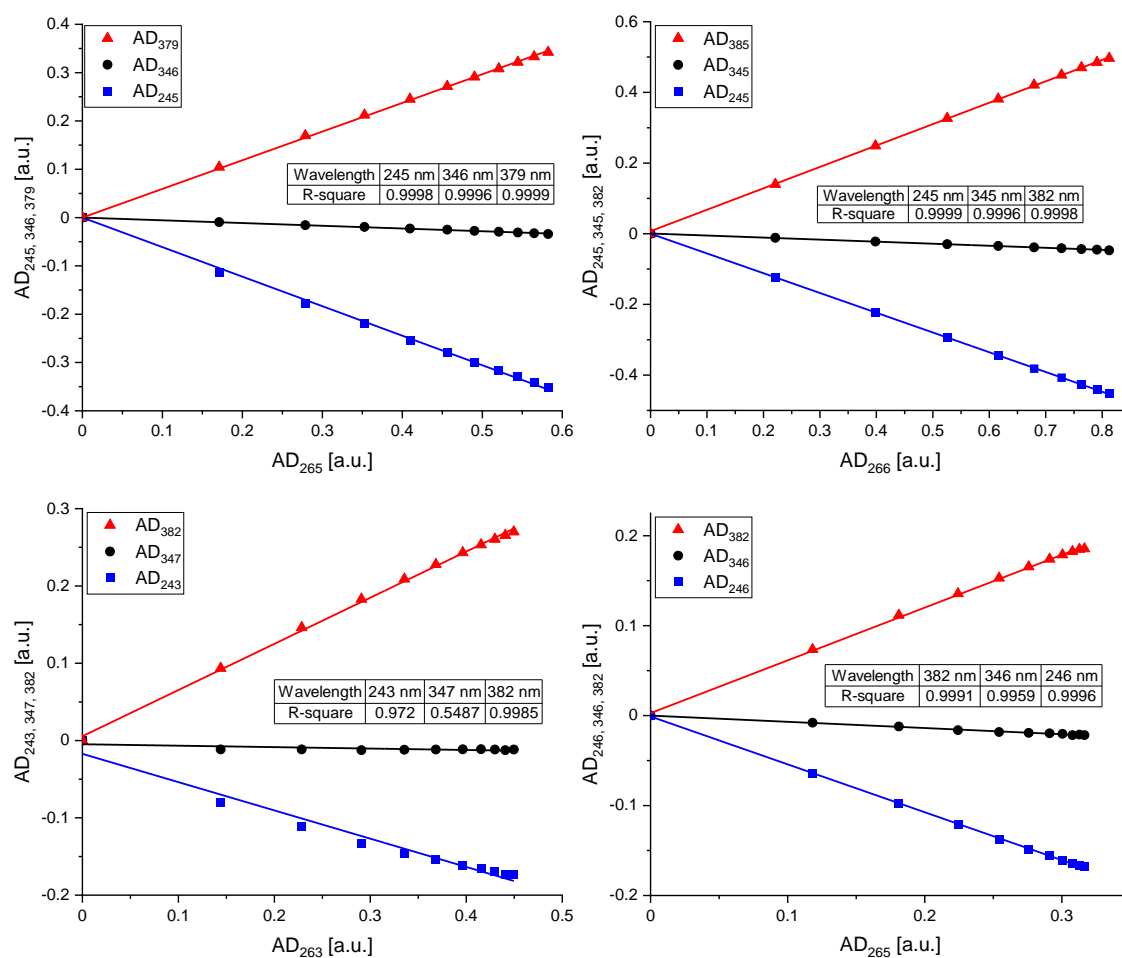 AD379
AD346
AD245
Wavelength 245 nm 346 nm 379 nm
R-square 0.9998 0.9996 0.9999
AD245, 346, 379 [a.u.]
0.4
0.3
0.2
0.1
0
-0.1
-0.2
-0.3
-0.4
0 0.1 0.2 0.3 0.4 0.5 0.6
AD265 [a.u.]
AD385
AD345
AD245
Wavelength 245 nm 345 nm 382 nm
R-square 0.9999 0.9996 0.9998
AD245, 345, 382 [a.u.]
0.6
0.4
0.2
0.0
-0.2
-0.4
0 0.1 0.2 0.3 0.4 0.5 0.6 0.7 0.8
AD266 [a.u.]
AD382
AD347
AD243
Wavelength 243 nm 347 nm 382 nm
R-square 0.972 0.5487 0.9985
AD243, 347, 382 [a.u.]
0.3
0.2
0.1
0
-0.1
-0.2
0 0.1 0.2 0.3 0.4 0.5
AD263 [a.u.]
AD382
AD346
AD246
Wavelength 382 nm 346 nm 246 nm
R-square 0.9991 0.9959 0.9996
AD246, 346, 382 [a.u.]
0.2
0.1
0
-0.1
-0.2
0 0.1 0.2 0.3
AD265 [a.u.]